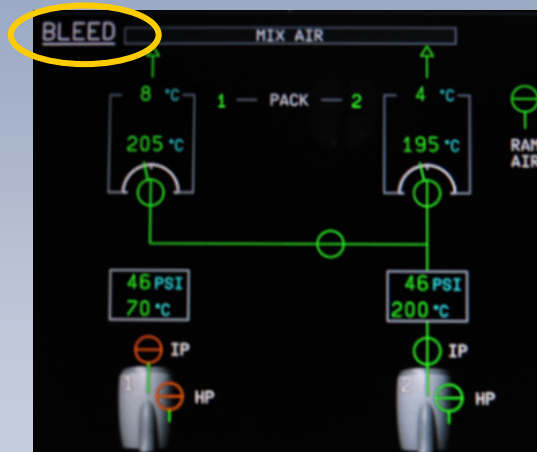 BLEED MIX AIR
8 °C 1 PACK 2 4 °C
205 °C 195 °C
RAM
AIR
46 PSI 46 PSI
70 °C 200 °C
IP IP
1 2
HP HP